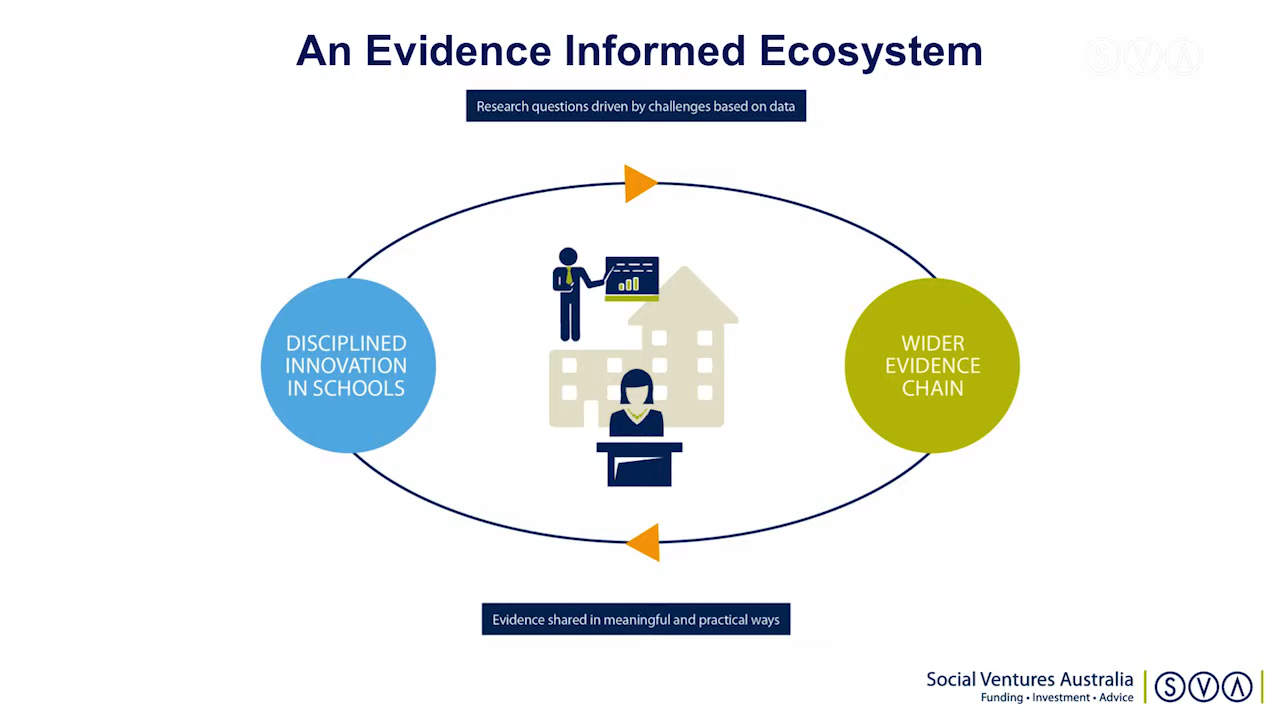 An Evidence Informed Ecosystem
SVA
Research questions driven by challenges based on data
DISCIPLINED
INNOVATION
IN SCHOOLS
WIDER
EVIDENCE
CHAIN
Evidence shared in meaningful and practical ways
Social Ventures Australia
Funding • Investment • Advice
SVA